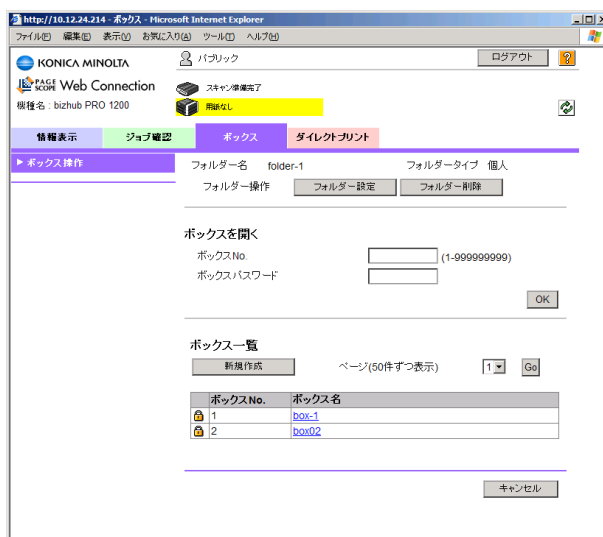 http://10.12.24.214 - ボックス - Microsoft Internet Explorer
ファイル(F) 編集(E) 表示(V) お気に入り(A) ツール(T) ヘルプ(H)
KONICA MINOLTA パブリック ログアウト ?
PAGE SCOPE Web Connection スキャン準備完了
機種名 : bizhub PRO 1200 用紙なし
情報表示 ジョブ確認 ボックス ダイレクトプリント
ボックス操作
フォルダー名 folder-1 フォルダータイプ 個人
フォルダー操作 フォルダー設定 フォルダー削除
ボックスを開く
ボックスNo. (1-999999999)
ボックスパスワード
OK
ボックス一覧
新規作成 ページ(50件ずつ表示) 1 Go
ボックスNo. ボックス名
1 box-1
2 box02
キャンセル